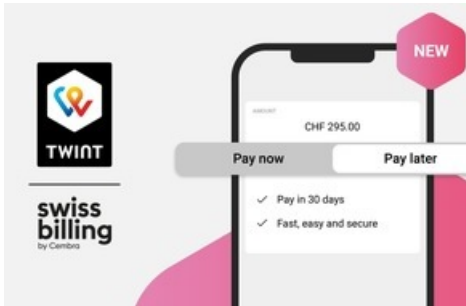 TWINT
swiss
billing
by Cembra
NEW
AMOUNT
CHF 295.00
Pay now
Pay later
Pay in 30 days
Fast, easy and secure